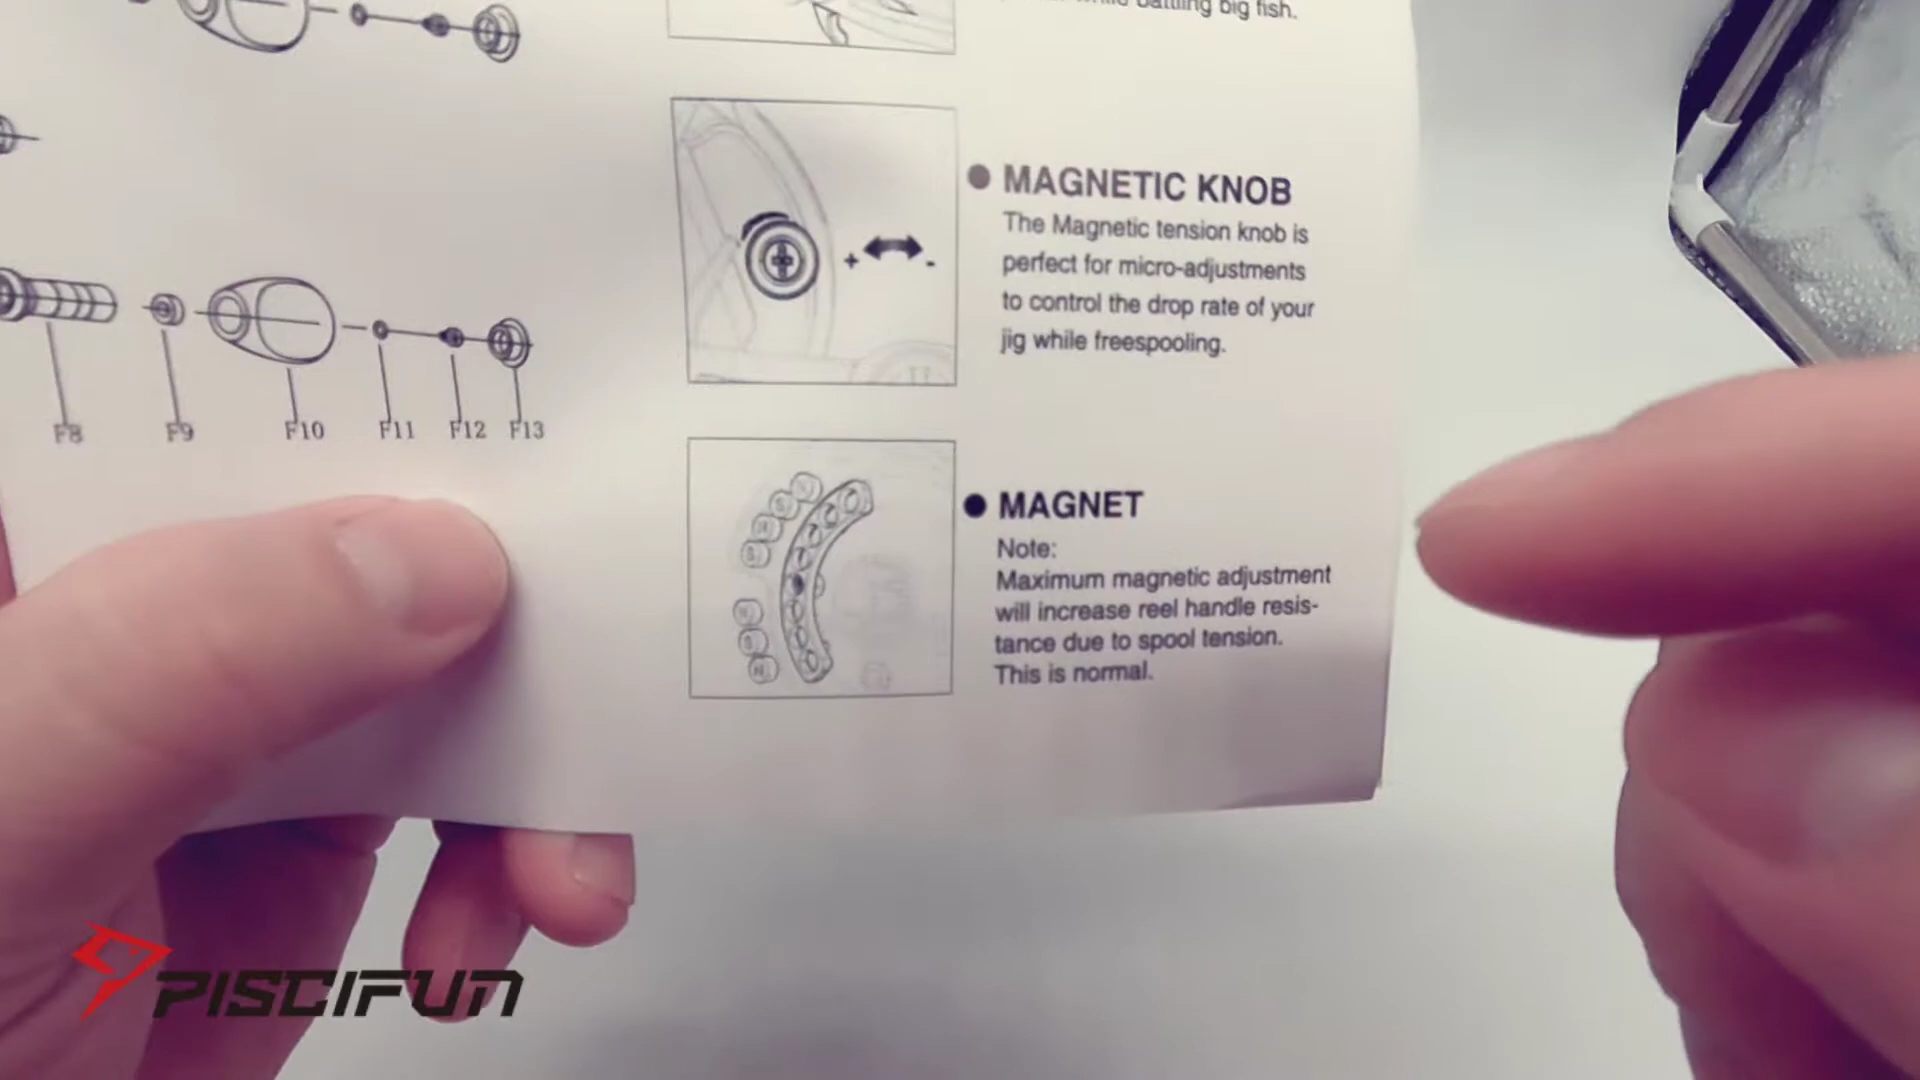 big fish.
MAGNETIC KNOB
The Magnetic tension knob is
perfect for micro-adjustments
to control the drop rate of your
jig while freespooling.
+ -
F8 F9 F10 F11 F12 F13
MAGNET
Note:
Maximum magnetic adjustment
will increase reel handle resis-
tance due to spool tension.
This is normal.
PISCIFUN